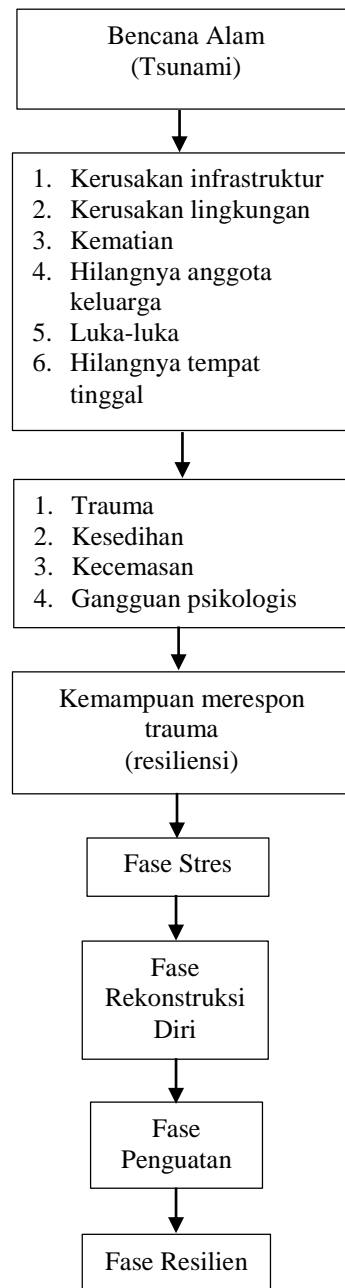 Bencana Alam
(Tsunami)
1. Kerusakan infrastruktur
2. Kerusakan lingkungan
3. Kematian
4. Hilangnya anggota
keluarga
5. Luka-luka
6. Hilangnya tempat
tinggal
1. Trauma
2. Kesedihan
3. Kecemasan
4. Gangguan psikologis
Kemampuan merespon
trauma
(resiliensi)
Fase Stres
Fase
Rekonstruksi
Diri
Fase
Penguatan
Fase Resilien